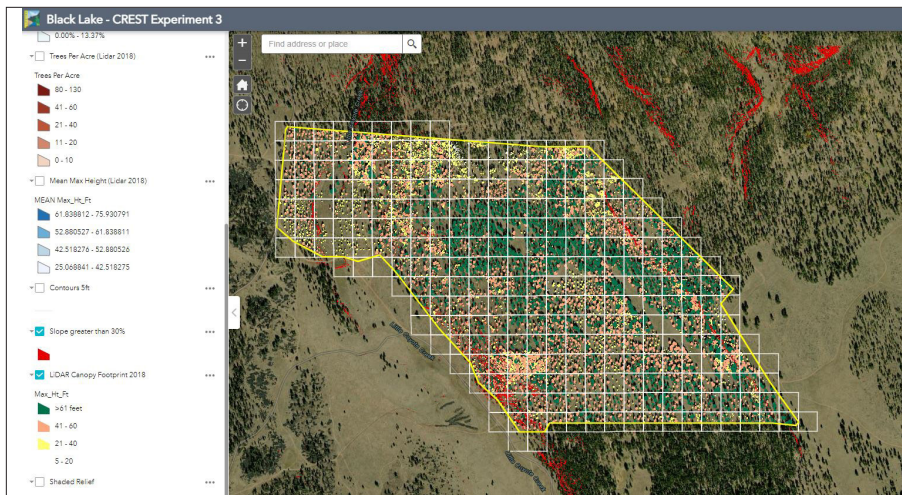 Black Lake - CREST Experiment 3
0.00% - 13.37%
Trees Per Acre (Lidar 2018)
Trees Per Acre
80 - 130
41 - 60
21 - 40
11 - 20
0 - 10
Mean Max Height (Lidar 2018)
MEAN Max_Ht_Ft
61.838812 - 75.930791
52.880527 - 61.838811
42.518276 - 52.880526
25.068841 - 42.518275
Contours 5ft
Slope greater than 30%
LIDAR Canopy Footprint 2018
Max_Ht_Ft
>61 feet
41 - 60
21 - 40
5 - 20
Shaded Relief
Find address or place